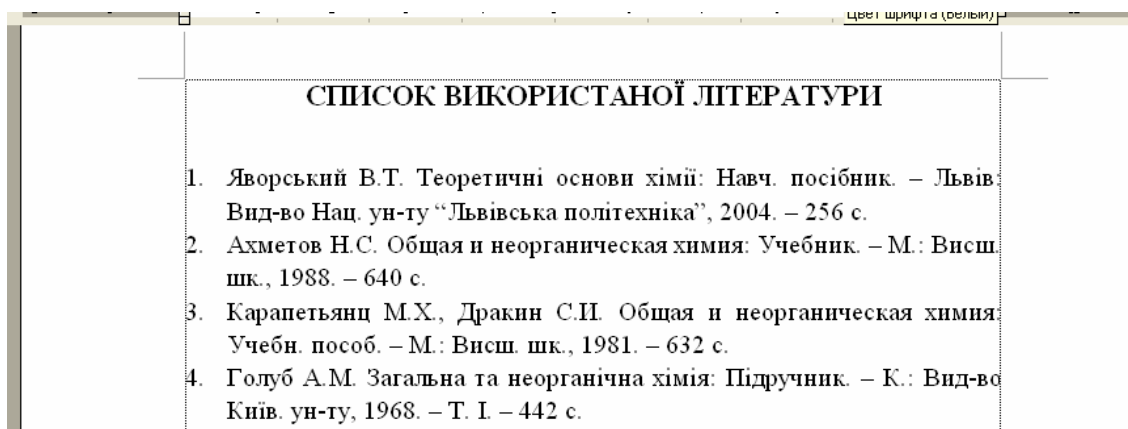 Цвет шрифта (Белый)
СПИСОК ВИКОРИСТАНОЇ ЛІТЕРАТУРИ
1. Яворський В.Т. Теоретичні основи хімії: Навч. посібник. – Львів:
Вид-во Нац. ун-ту “Львівська політехніка”, 2004. – 256 с.
2. Ахметов Н.С. Общая и неорганическая химия: Учебник. – М.: Висш.
шк., 1988. – 640 с.
3. Карапетьянц М.Х., Дракин С.И. Общая и неорганическая химия:
Учебн. пособ. – М.: Висш. шк., 1981. – 632 с.
4. Голуб А.М. Загальна та неорганічна хімія: Підручник. – К.: Вид-во
Київ. ун-ту, 1968. – Т. І. – 442 с.